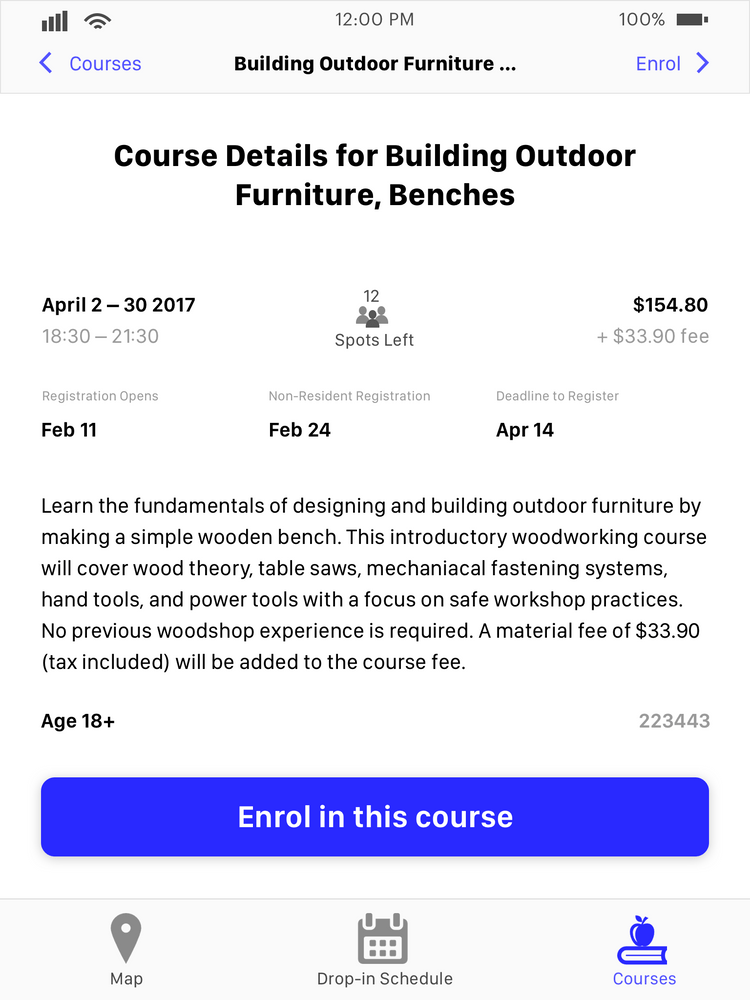 12:00 PM 100%
Courses Building Outdoor Furniture ... Enrol
Course Details for Building Outdoor
Furniture, Benches
April 2 – 30 2017 12 $154.80
18:30 – 21:30 Spots Left + $33.90 fee
Registration Opens Non-Resident Registration Deadline to Register
Feb 11 Feb 24 Apr 14
Learn the fundamentals of designing and building outdoor furniture by
making a simple wooden bench. This introductory woodworking course
will cover wood theory, table saws, mechaniacal fastening systems,
hand tools, and power tools with a focus on safe workshop practices.
No previous woodshop experience is required. A material fee of $33.90
(tax included) will be added to the course fee.
Age 18+ 223443
Enrol in this course
Map Drop-in Schedule Courses